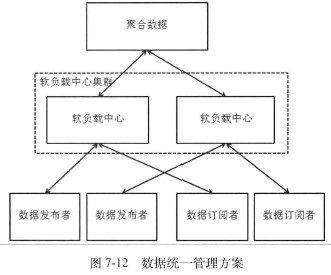 聚合数据
软负载中心集群
软负载中心 软负载中心
数据发布者 数据发布者 数据订阅者 数据订阅者
图 7-12 数据统一管理方案